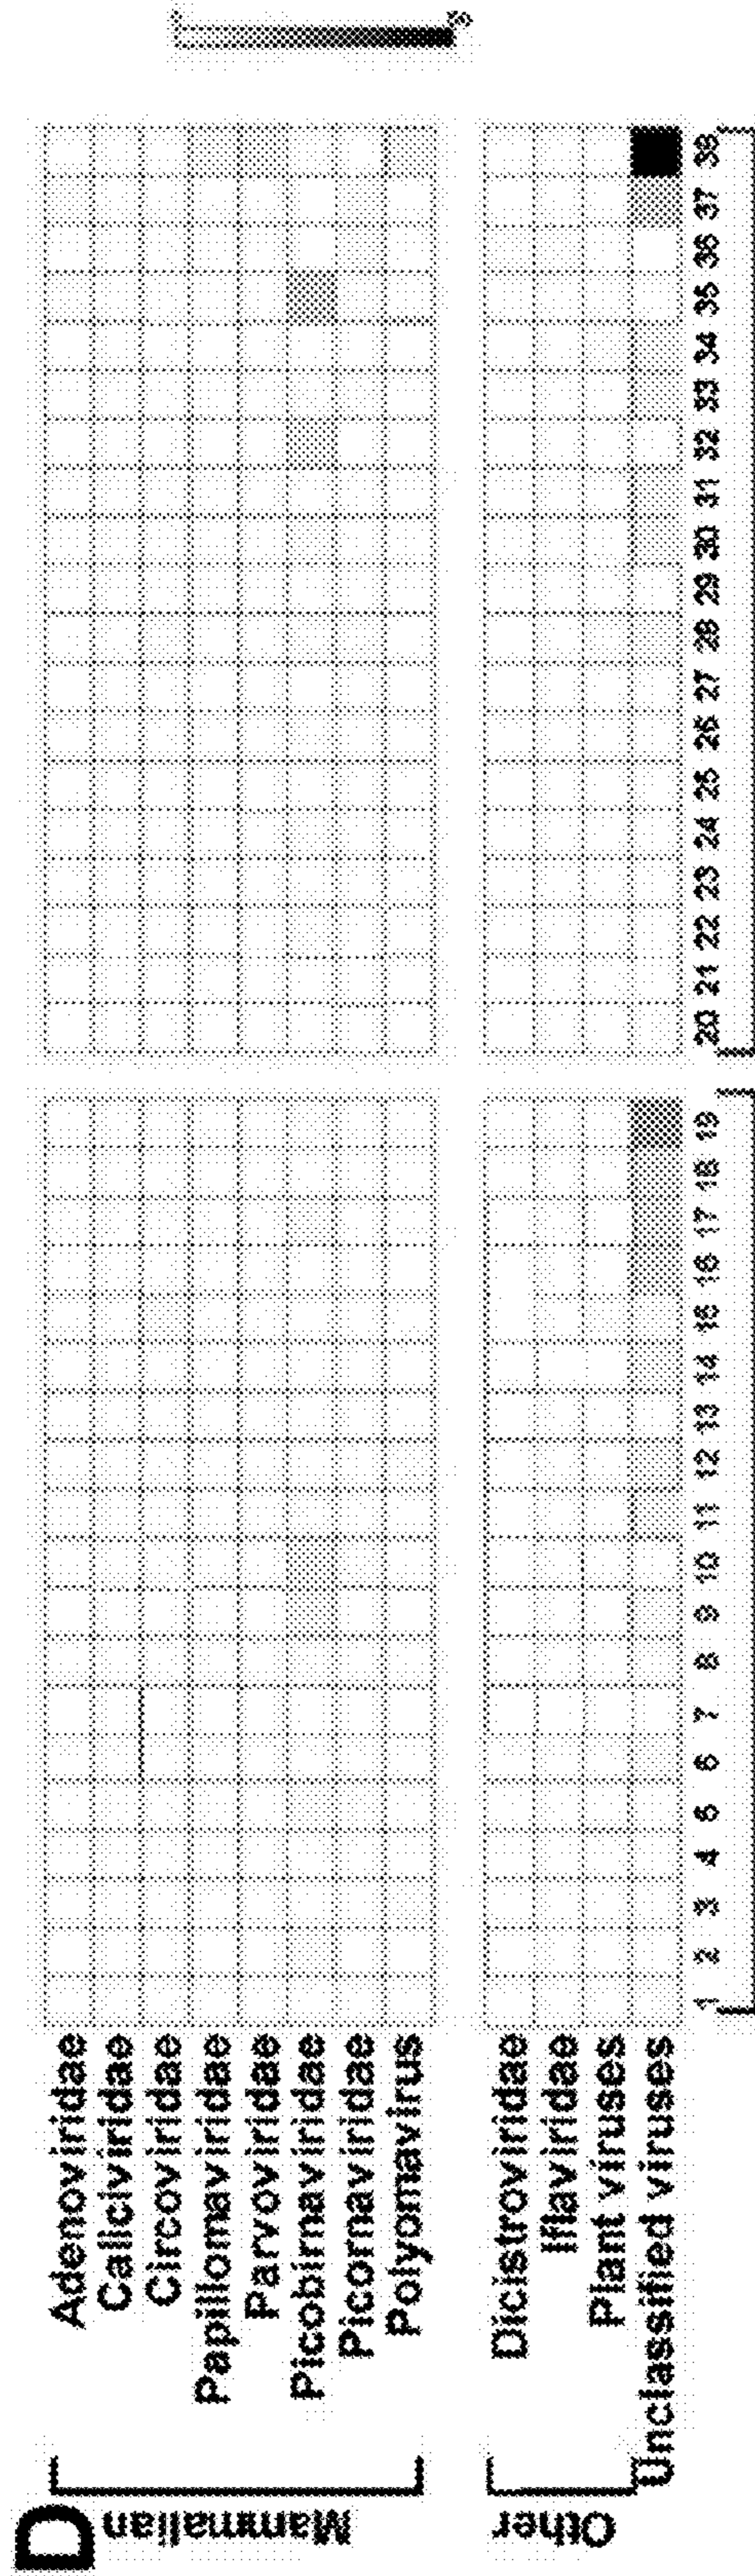 D
Mammalian
Adenoviridae
Caliciviridae
Circoviridae
Papillomaviridae
Parvoviridae
Picobirnaviridae
Picornaviridae
Polyomavirus
Other
Dicistroviridae
Iflaviridae
Plant viruses
Unclassified viruses
1 2 3 4 5 6 7 8 9 10 11 12 13 14 15 16 17 18 19 20 21 22 23 24 25 26 27 28 29 30 31 32 33 34 35 36 37 38